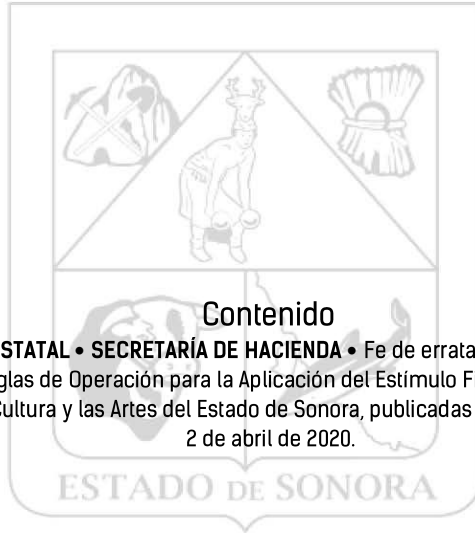 Contenido
STATAL • SECRETARÍA DE HACIENDA • Fe de errata
glas de Operación para la Aplicación del Estímulo F
Cultura y las Artes del Estado de Sonora, publicadas
2 de abril de 2020.
ESTADO DE SONORA